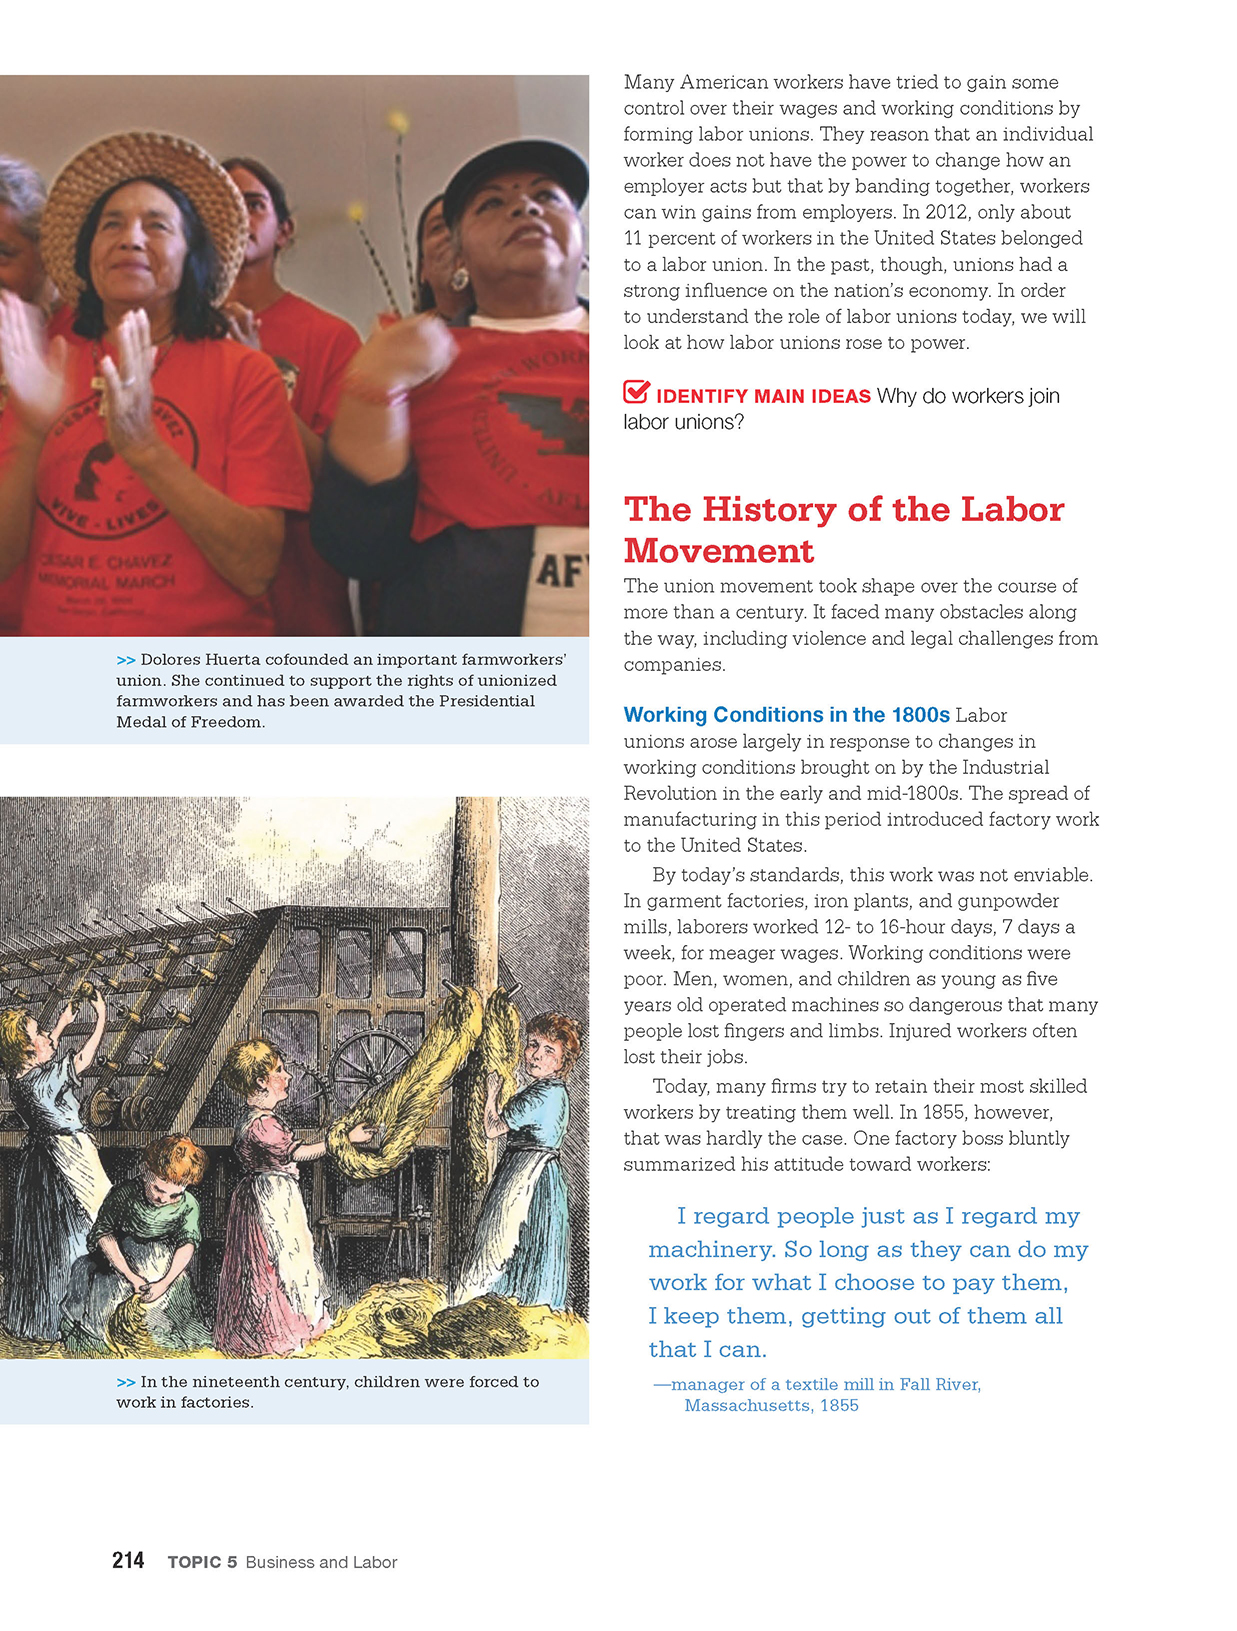 CESAR CHAVEZ
VIVE - LIVES
CESAR E. CHAVEZ
MEMORIAL MARCH
WORK
UNITE
AFL
AF
>> Dolores Huerta cofounded an important farmworkers'
union. She continued to support the rights of unionized
farmworkers and has been awarded the Presidential
Medal of Freedom.
>> In the nineteenth century, children were forced to
work in factories.
Many American workers have tried to gain some
control over their wages and working conditions by
forming labor unions. They reason that an individual
worker does not have the power to change how an
employer acts but that by banding together, workers
can win gains from employers. In 2012, only about
11 percent of workers in the United States belonged
to a labor union. In the past, though, unions had a
strong influence on the nation's economy. In order
to understand the role of labor unions today, we will
look at how labor unions rose to power.
IDENTIFY MAIN IDEAS Why do workers join
labor unions?
The History of the Labor
Movement
The union movement took shape over the course of
more than a century. It faced many obstacles along
the way, including violence and legal challenges from
companies.
Working Conditions in the 1800s Labor
unions arose largely in response to changes in
working conditions brought on by the Industrial
Revolution in the early and mid-1800s. The spread of
manufacturing in this period introduced factory work
to the United States.
By today's standards, this work was not enviable.
In garment factories, iron plants, and gunpowder
mills, laborers worked 12- to 16-hour days, 7 days a
week, for meager wages. Working conditions were
poor. Men, women, and children as young as five
years old operated machines so dangerous that many
people lost fingers and limbs. Injured workers often
lost their jobs.
Today, many firms try to retain their most skilled
workers by treating them well. In 1855, however,
that was hardly the case. One factory boss bluntly
summarized his attitude toward workers:
I regard people just as I regard my
machinery. So long as they can do my
work for what I choose to pay them,
I keep them, getting out of them all
that I can.
—manager of a textile mill in Fall River,
Massachusetts, 1855
214 TOPIC 5 Business and Labor